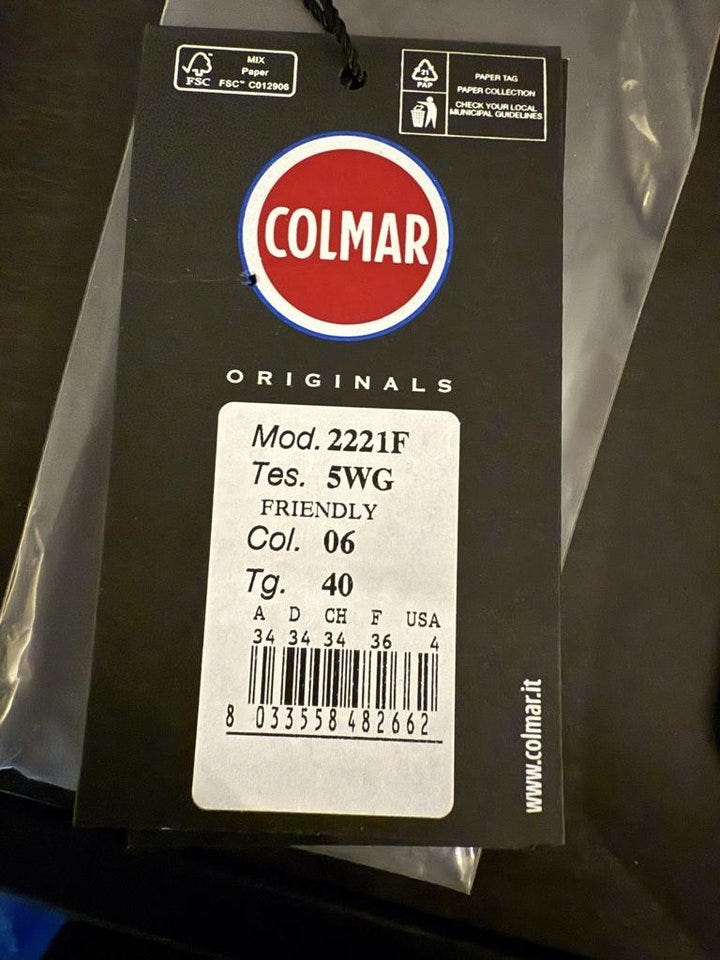 MIX
Paper
FSC
FSC™ C012906
21
PAP
PAPER TAG
PAPER COLLECTION
CHECK YOUR LOCAL
MUNICIPAL GUIDELINES
COLMAR
ORIGINALS
Mod. 2221F
Tes. 5WG
FRIENDLY
Col. 06
Tg. 40
A D CH F USA
34 34 34 36 4
8 033558 482662
www.colmar.it